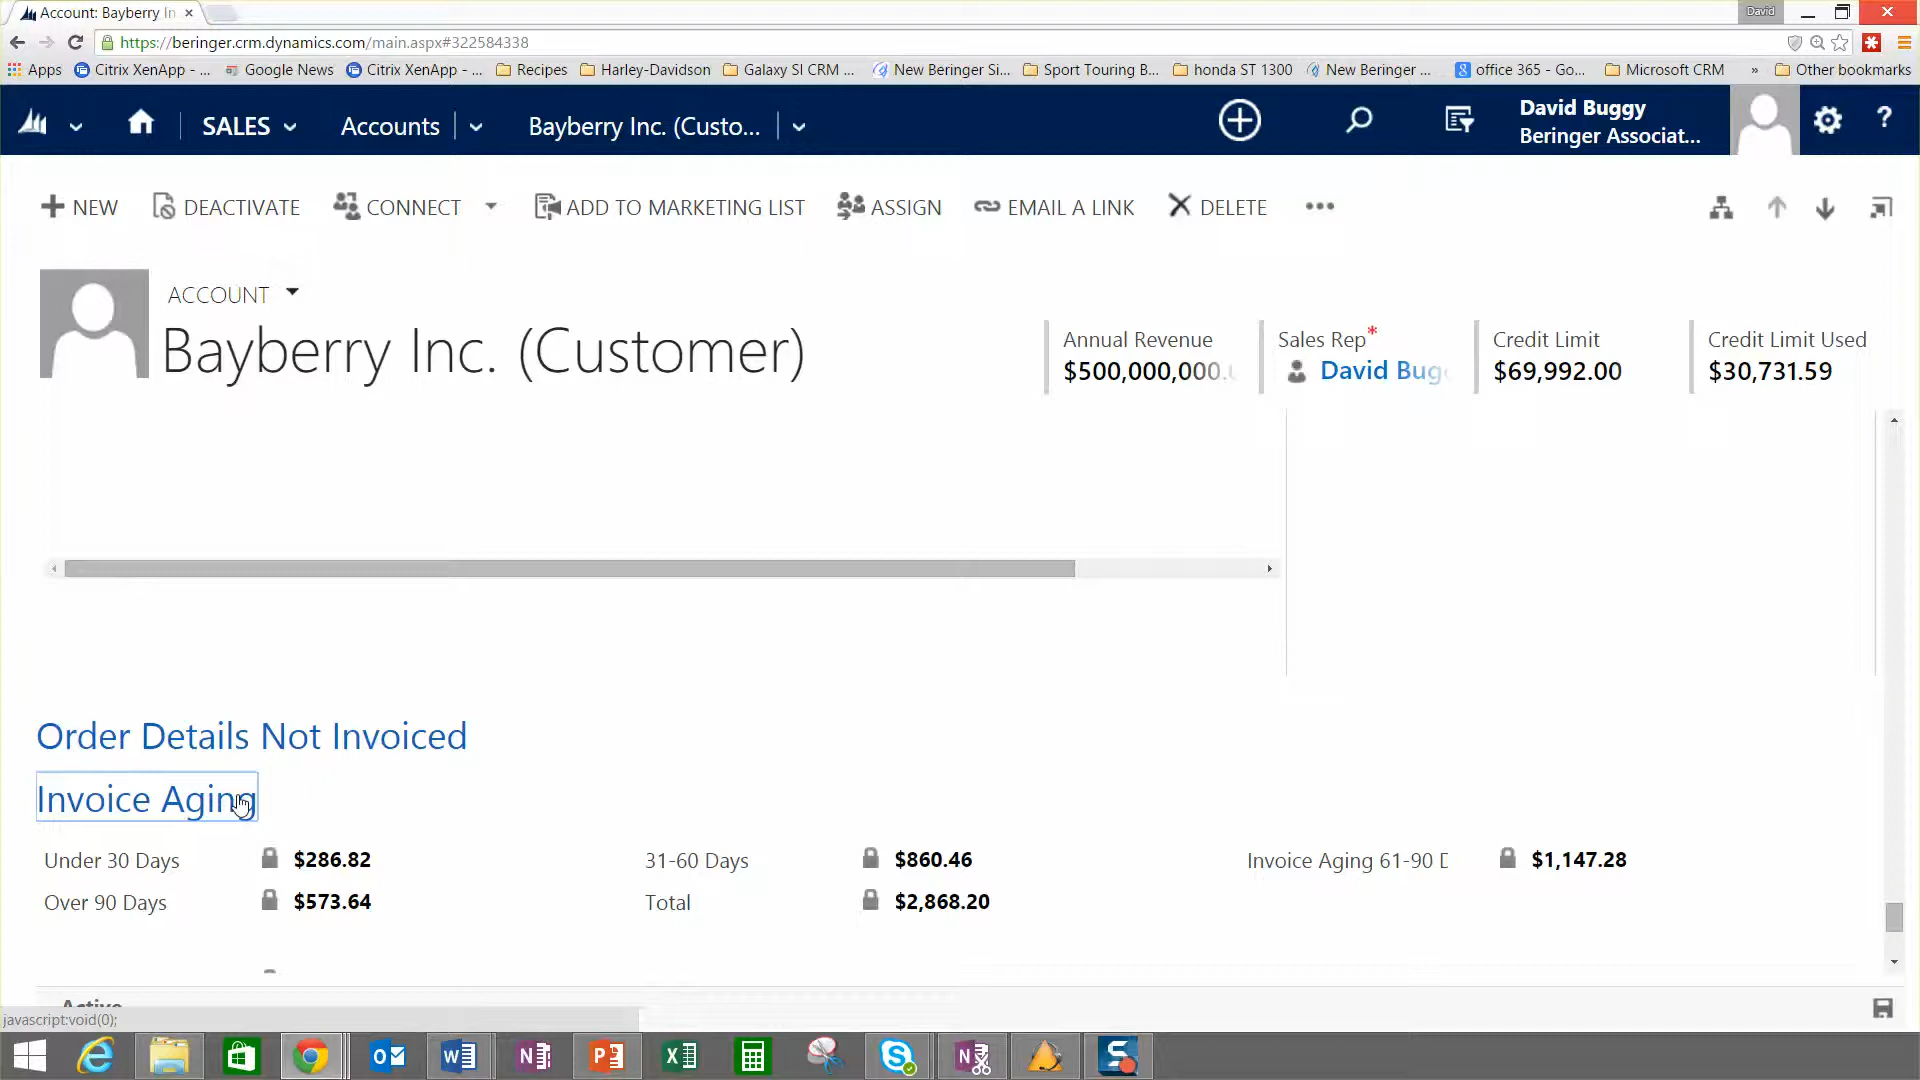 Account: Bayberry In
David
https://beringer.crm.dynamics.com/main.aspx#322584338
Apps Citrix XenApp - ... Google News Citrix XenApp - ... Recipes Harley-Davidson Galaxy SI CRM ... New Beringer Si... Sport Touring B... honda ST 1300 New Beringer ... office 365 - Go... Microsoft CRM » Other bookmarks
SALES Accounts Bayberry Inc. (Custo... David Buggy
Beringer Associat... ?
NEW DEACTIVATE CONNECT ADD TO MARKETING LIST ASSIGN EMAIL A LINK DELETE
ACCOUNT
Bayberry Inc. (Customer)
Annual Revenue Sales Rep* Credit Limit Credit Limit Used
$500,000,000. David Bugg $69,992.00 $30,731.59
Order Details Not Invoiced
Invoice Aging
Under 30 Days $286.82 31-60 Days $860.46 Invoice Aging 61-90 D $1,147.28
Over 90 Days $573.64 Total $2,868.20
Active
javascript:void(0);